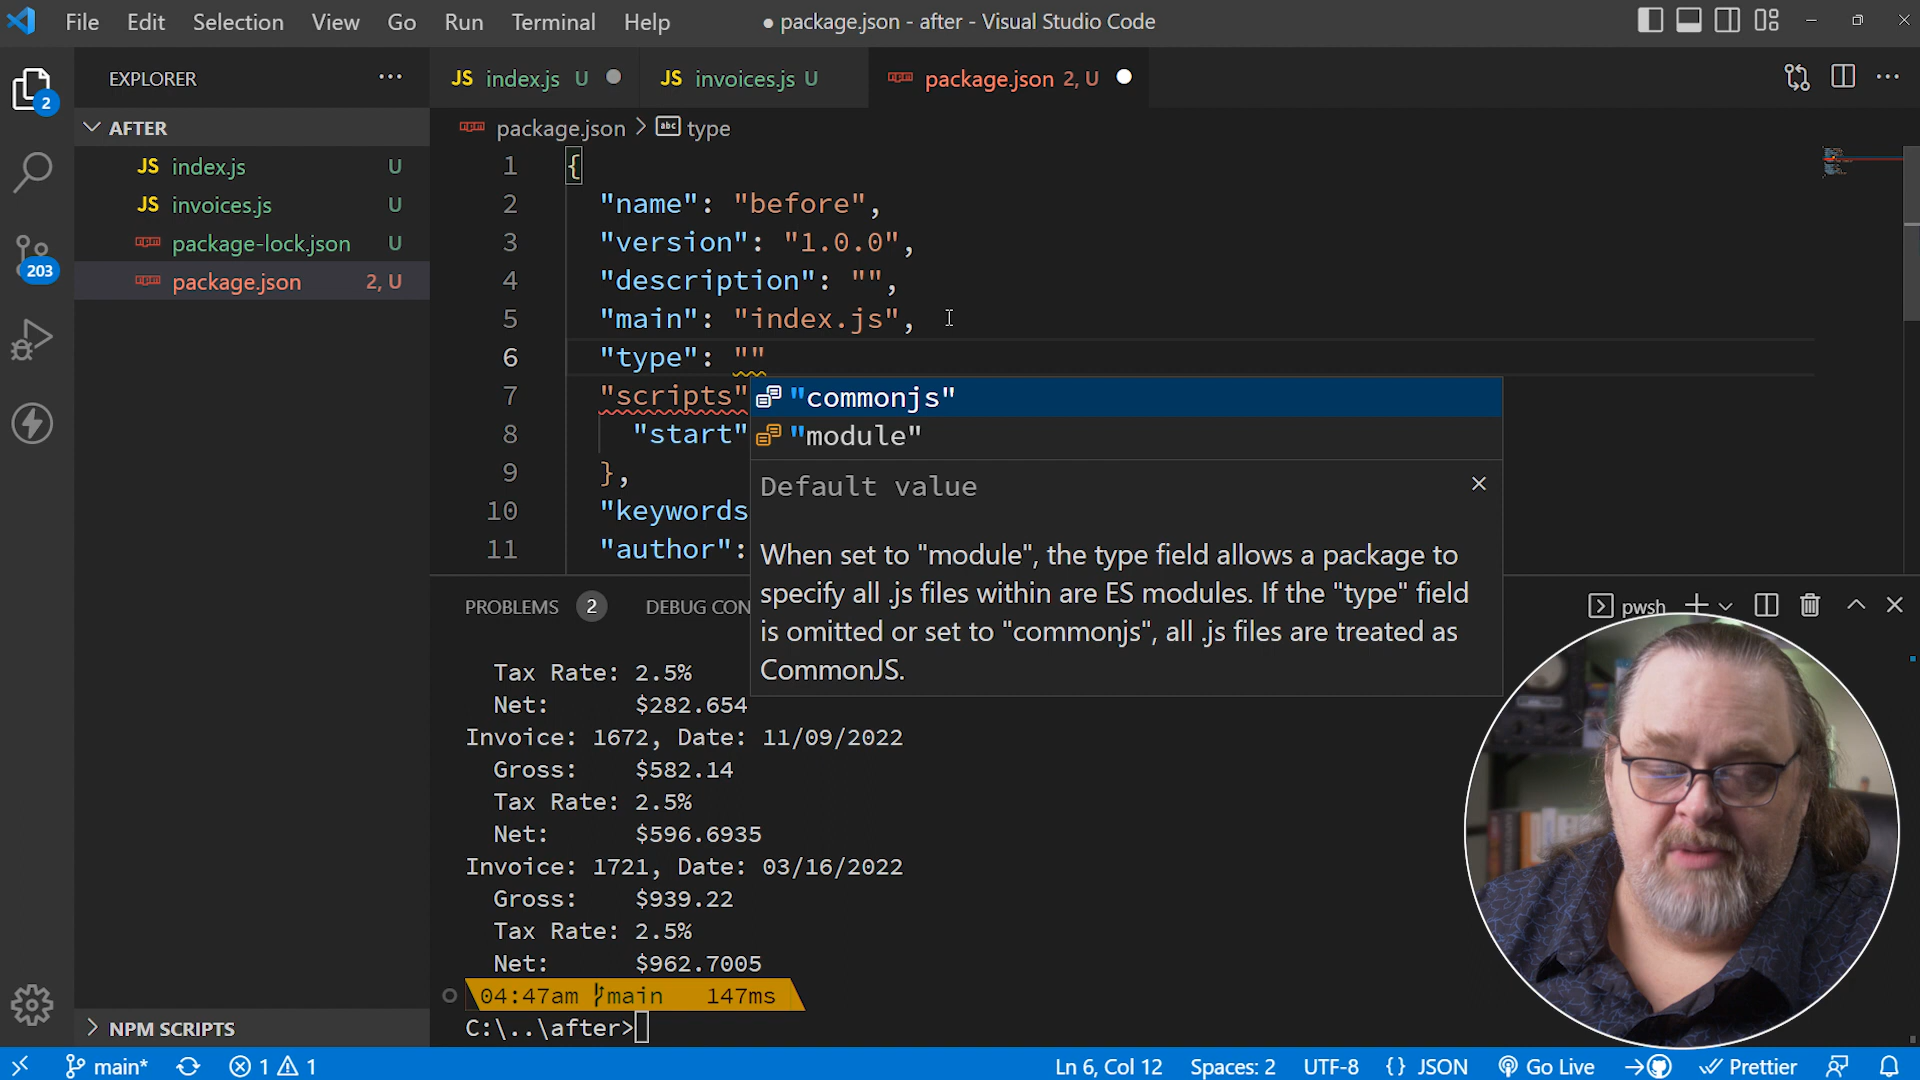 File Edit Selection View Go Run Terminal Help
● package.json - after - Visual Studio Code
EXPLORER ···
JS index.js U
JS invoices.js U
package.json 2, U
2
AFTER
JS index.js U
JS invoices.js U
package-lock.json U
package.json 2, U
203
package.json > abc type
1 {
2 "name": "before",
3 "version": "1.0.0",
4 "description": "",
5 "main": "index.js",
6 "type": ""
7 "scripts"
8 "start"
9 },
10 "keywords
11 "author":
"commonjs"
"module"
Default value
When set to "module", the type field allows a package to
specify all .js files within are ES modules. If the "type" field
is omitted or set to "commonjs", all .js files are treated as
CommonJS.
PROBLEMS 2 DEBUG CON
pwsh
Tax Rate: 2.5%
Net: $282.654
Invoice: 1672, Date: 11/09/2022
Gross: $582.14
Tax Rate: 2.5%
Net: $596.6935
Invoice: 1721, Date: 03/16/2022
Gross: $939.22
Tax Rate: 2.5%
Net: $962.7005
04:47am main 147ms
C:\..\after>
NPM SCRIPTS
main* 1 1
Ln 6, Col 12 Spaces: 2 UTF-8 {} JSON Go Live Prettier